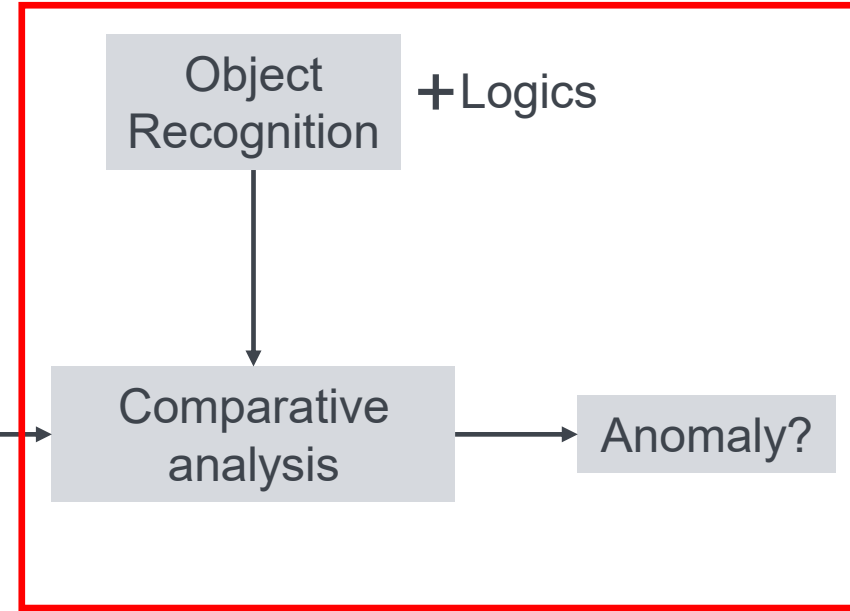 Object
Recognition
+Logics
Comparative
analysis
Anomaly?